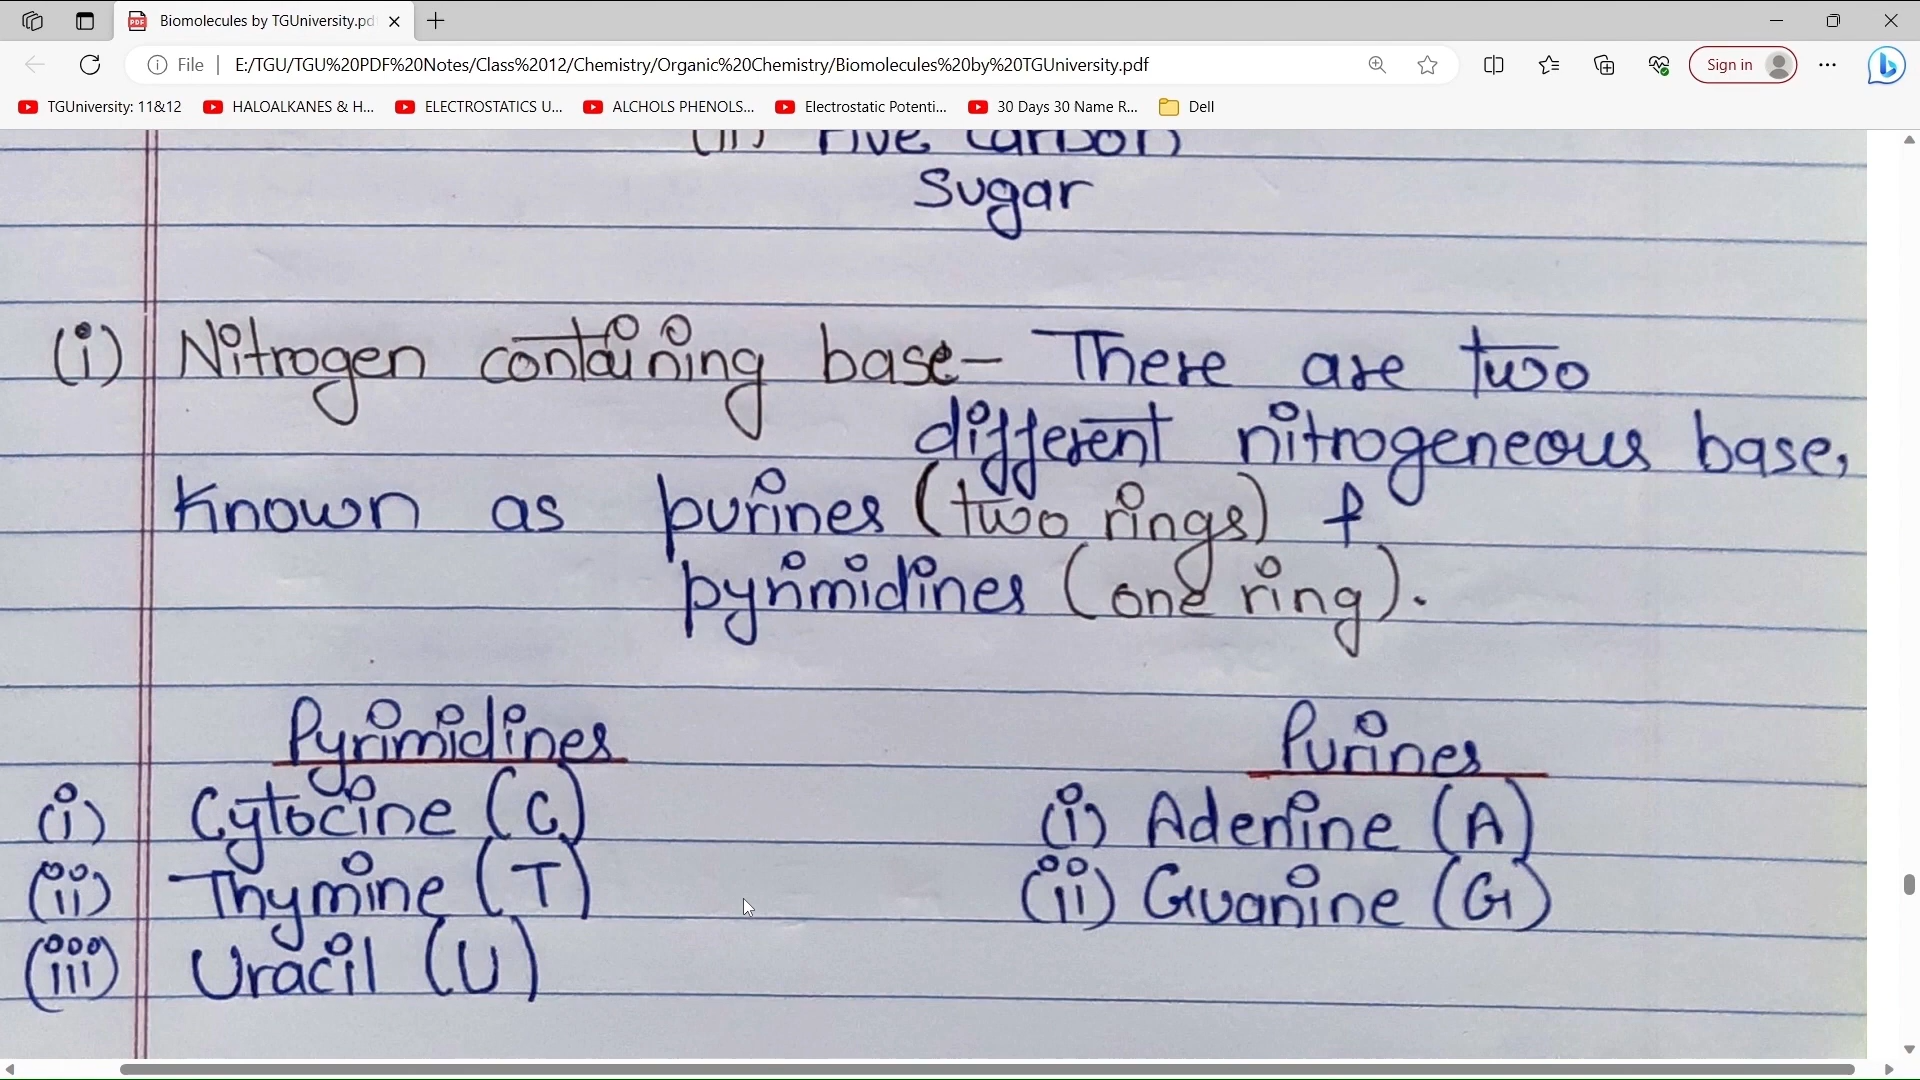 Biomolecules by TGUniversity.pd
File
E:/TGU/TGU%20PDF%20Notes/Class%2012/Chemistry/Organic%20Chemistry/Biomolecules%20by%20TGUniversity.pdf
Sign in
TGUniversity: 11&12
HALOALKANES & H...
ELECTROSTATICS U...
ALCHOLS PHENOLS...
Electrostatic Potenti...
30 Days 30 Name R...
Dell
(ii) Five Carbon
Sugar
(i) Nitrogen containing base- There are two
different nitrogeneous base,
Known as purines (two rings) &
pyrimidines (one ring).
Pyrimidines Purines
(i) Cytocine (C) (i) Adenine (A)
(ii) Thymine (T) (ii) Guanine (G)
(iii) Uracil (U)